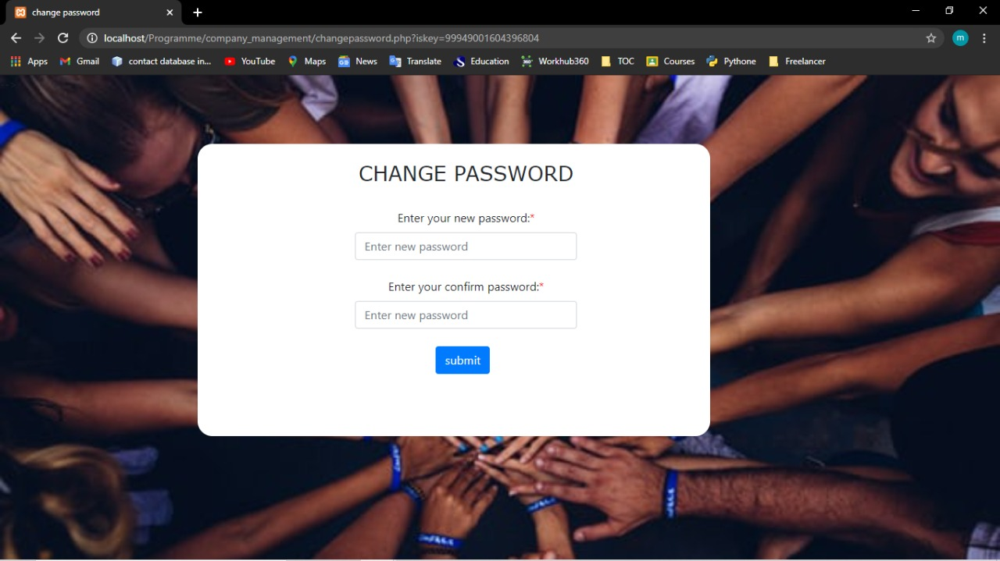 change password
localhost/Programme/company_management/changepassword.php?iskey=99949001604396804
m
Apps Gmail contact database in... YouTube Maps News Translate Education Workhub360 TOC Courses Pythone Freelancer
CHANGE PASSWORD
Enter your new password:*
Enter new password
Enter your confirm password:*
Enter new password
submit